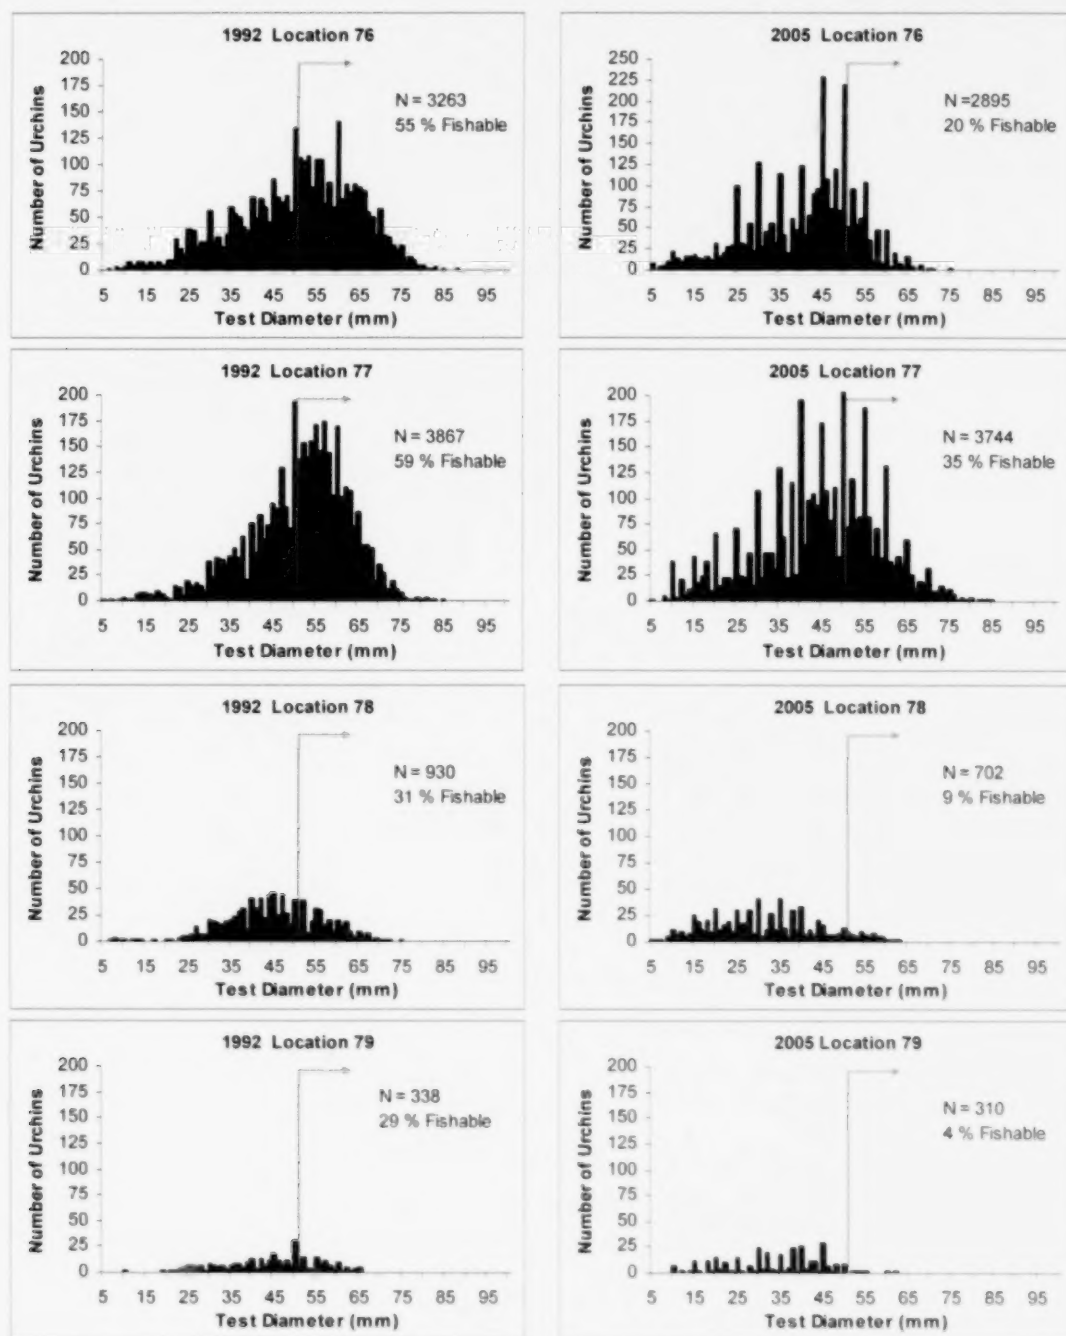 1992 Location 76
200
175
150
125
100
75
50
25
0
Number of Urchins
N = 3263
55 % Fishable
5 15 25 35 45 55 65 75 85 95
Test Diameter (mm)
2005 Location 76
250
225
200
175
150
125
100
75
50
25
0
Number of Urchins
N =2895
20 % Fishable
5 15 25 35 45 55 65 75 85 95
Test Diameter (mm)
1992 Location 77
200
175
150
125
100
75
50
25
0
Number of Urchins
N = 3867
59 % Fishable
5 15 25 35 45 55 65 75 85 95
Test Diameter (mm)
2005 Location 77
200
175
150
125
100
75
50
25
0
Number of Urchins
N = 3744
35 % Fishable
5 15 25 35 45 55 65 75 85 95
Test Diameter (mm)
1992 Location 78
200
175
150
125
100
75
50
25
0
Number of Urchins
N = 930
31 % Fishable
5 15 25 35 45 55 65 75 85 95
Test Diameter (mm)
2005 Location 78
200
175
150
125
100
75
50
25
0
Number of Urchins
N = 702
9 % Fishable
5 15 25 35 45 55 65 75 85 95
Test Diameter (mm)
1992 Location 79
200
175
150
125
100
75
50
25
0
Number of Urchins
N = 338
29 % Fishable
5 15 25 35 45 55 65 75 85 95
Test Diameter (mm)
2005 Location 79
200
175
150
125
100
75
50
25
0
Number of Urchins
N = 310
4 % Fishable
5 15 25 35 45 55 65 75 85 95
Test Diameter (mm)